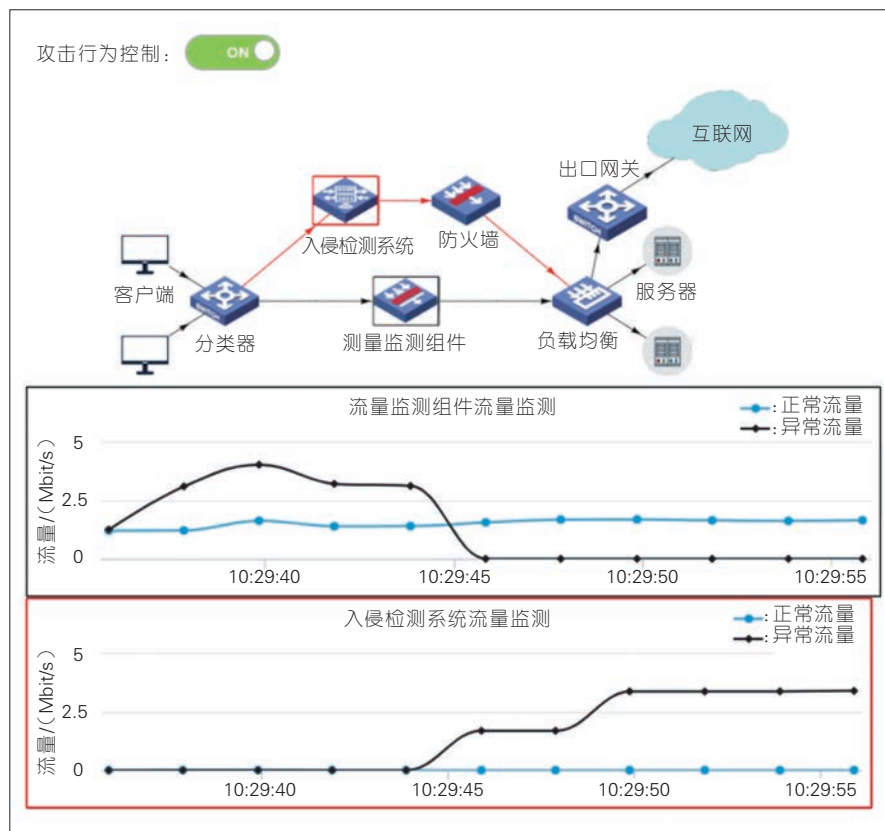 攻击行为控制：
ON
互联网
出口网关
SWITCH
入侵检测系统
防火墙
客户端
服务器
SWITCH
分类器
测量监测组件
负载均衡
流量监测组件流量监测
:正常流量
:异常流量
流量/（Mbit/s）
5
2.5
0
10:29:40
10:29:45
10:29:50
10:29:55
入侵检测系统流量监测
:正常流量
:异常流量
流量/（Mbit/s）
5
2.5
0
10:29:40
10:29:45
10:29:50
10:29:55